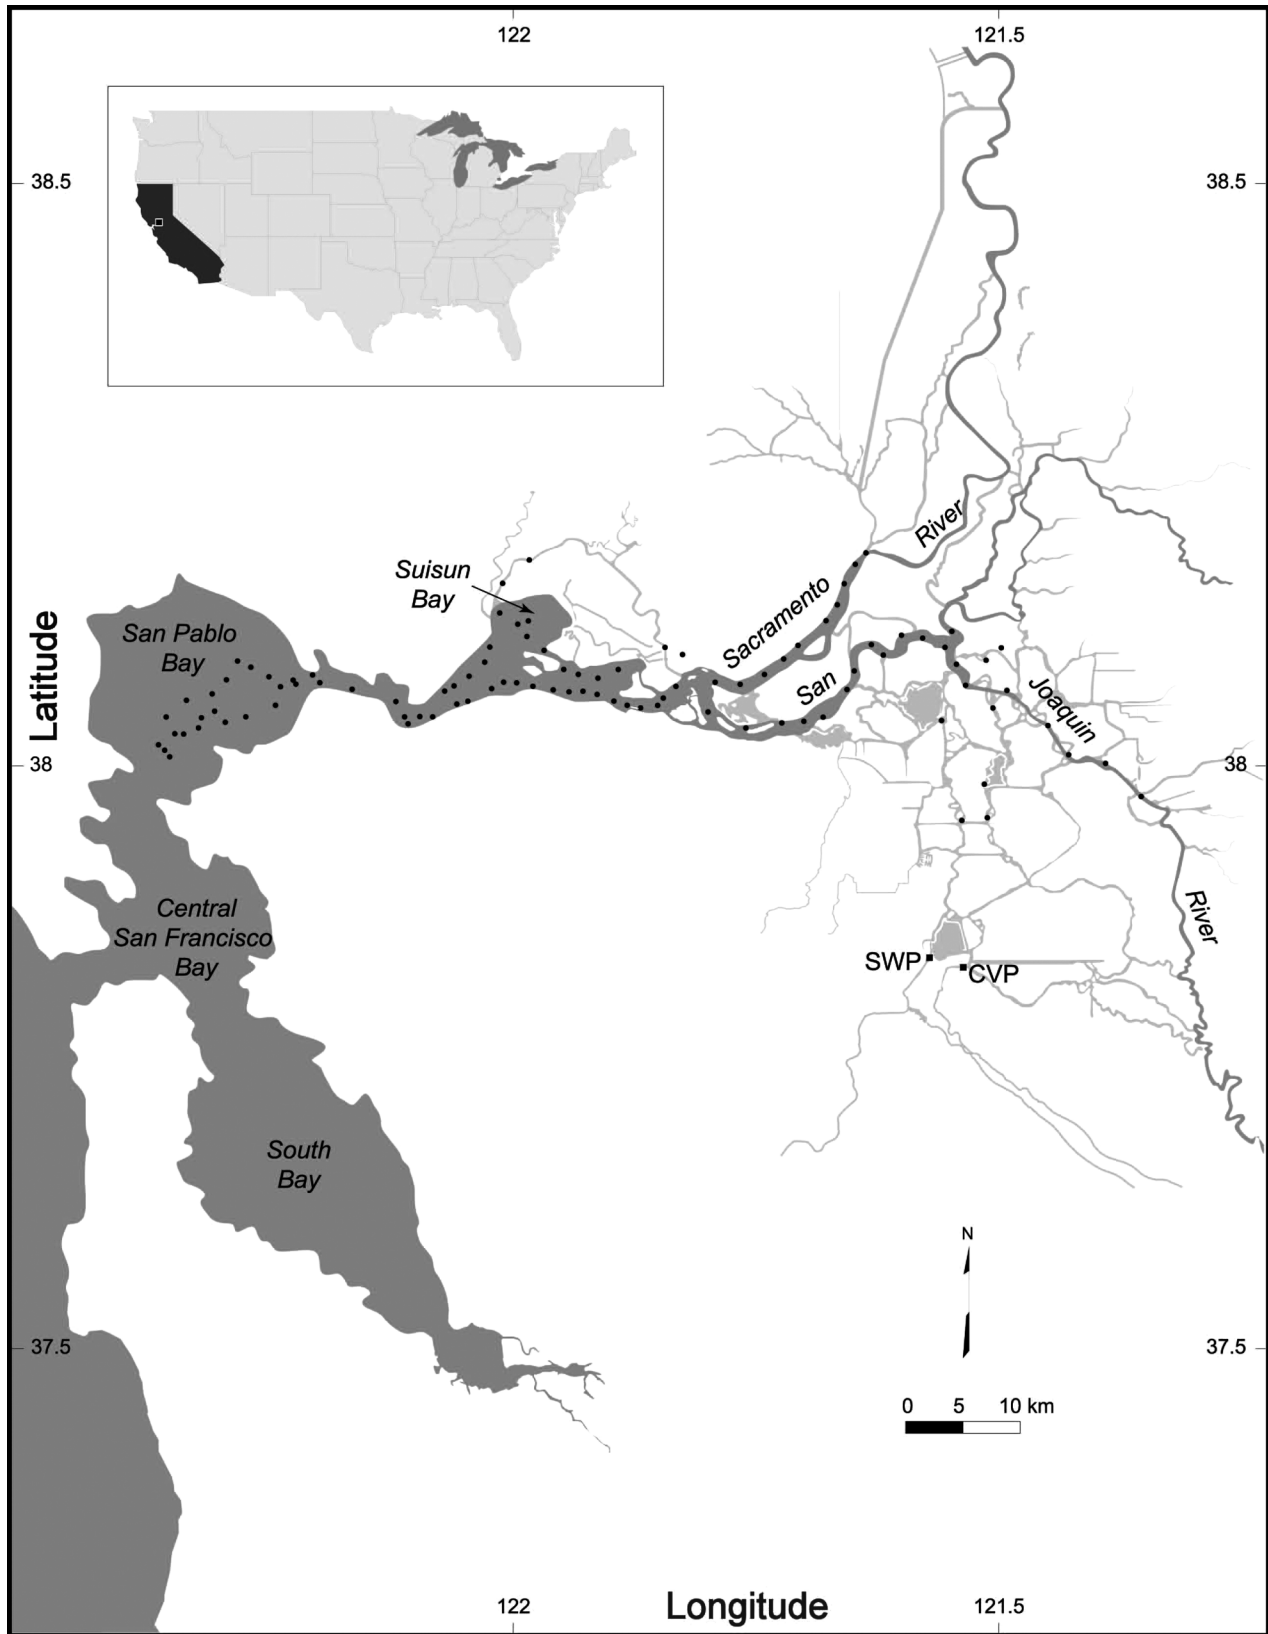 122
121.5
38.5
38.5
River
Suisun
Bay
Sacramento
San Pablo
Bay
San
Joaquin
Latitude
38
38
Central
San Francisco
Bay
River
SWP
CVP
South
Bay
N
37.5
37.5
0 5 10 km
122
Longitude
121.5